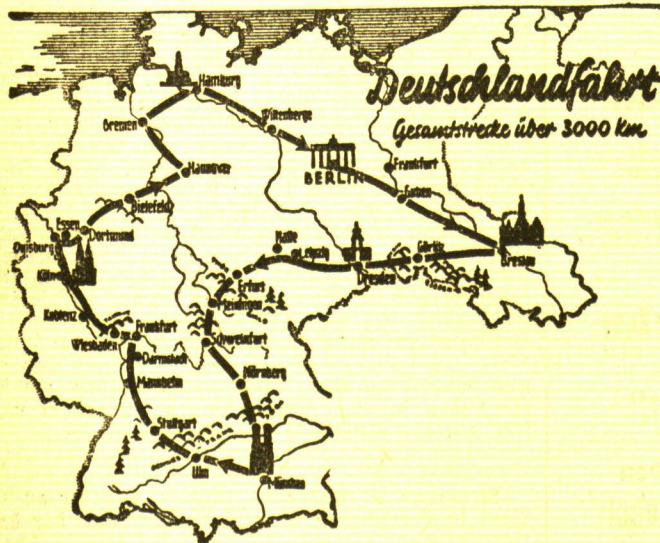 Deutschlandfahrt
Gesamtstrecke über 3000 Km
Hamburg
Bremen
Wittenberge
Hannover
BERLIN
Frankfurt
Guben
Bielefeld
Essen
Dortmund
Duisburg
Halle
Leipzig
Görlitz
Breslau
Köln
Dresden
Erfurt
Meiningen
Koblenz
Frankfurt
Wiesbaden
Schweinfurt
Darmstadt
Mannheim
Nürnberg
Stuttgart
Ulm
München